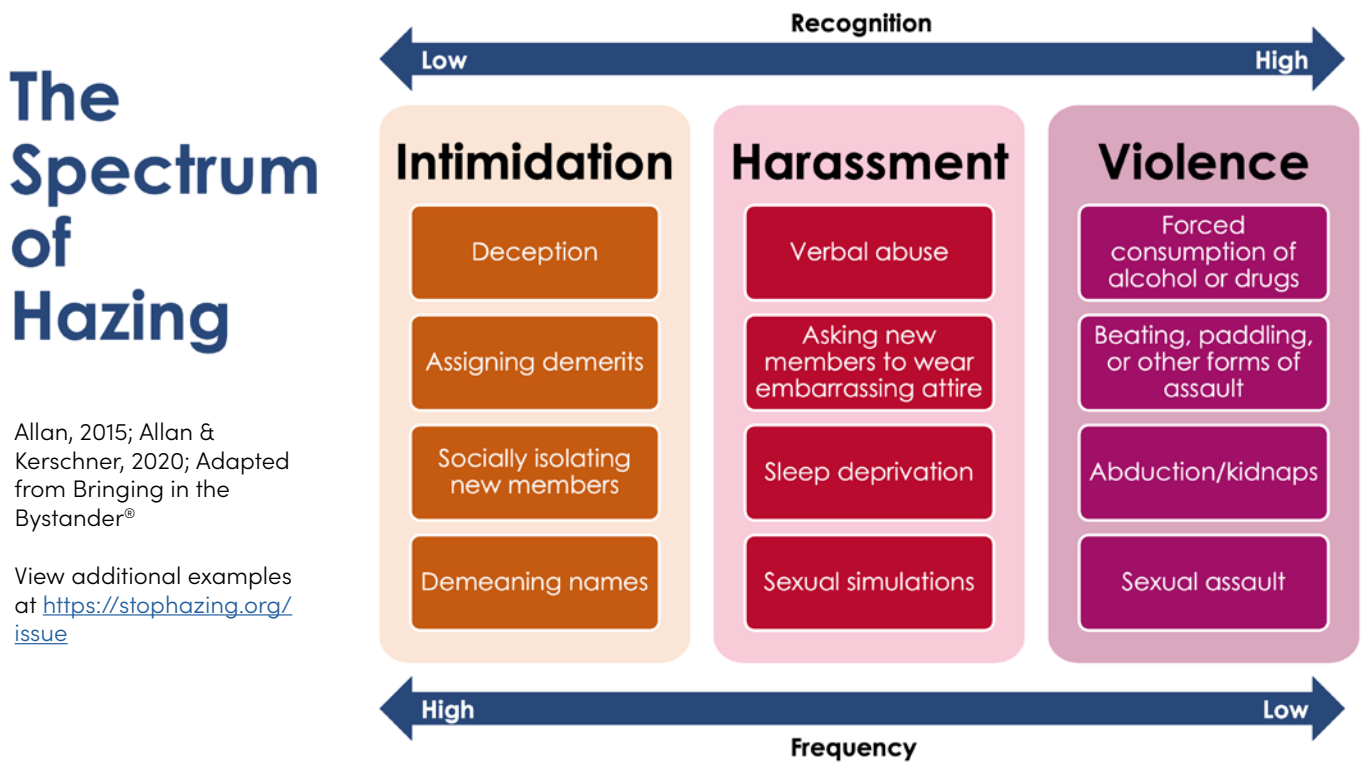 The
Spectrum
of
Hazing
Allan, 2015; Allan &
Kerschner, 2020; Adapted
from Bringing in the
Bystander®
View additional examples
at https://stophazing.org/
issue
Recognition
Low
High
Intimidation
Deception
Assigning demerits
Socially isolating
new members
Demeaning names
Harassment
Verbal abuse
Asking new
members to wear
embarrassing attire
Sleep deprivation
Sexual simulations
Violence
Forced
consumption of
alcohol or drugs
Beating, paddling,
or other forms of
assault
Abduction/kidnaps
Sexual assault
High
Low
Frequency